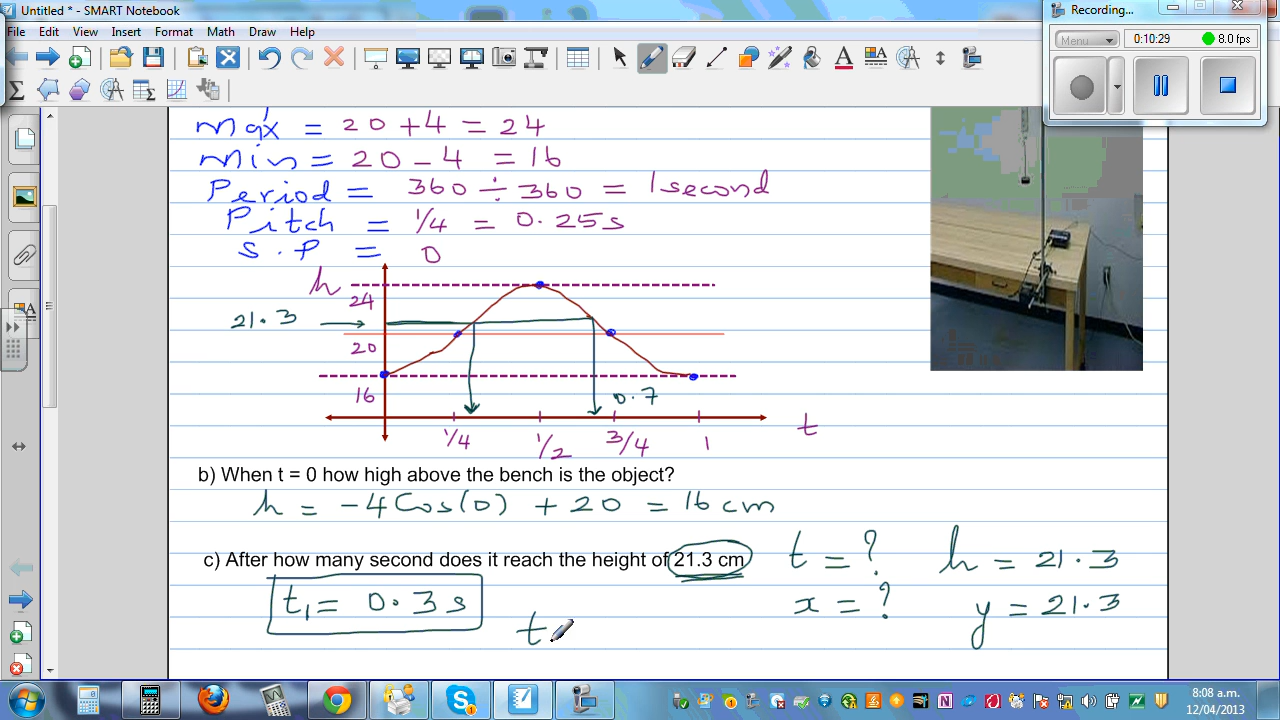 Untitled * - SMART Notebook
File Edit View Insert Format Math Draw Help
Recording...
Menu 0:10:29 8.0 fps
max = 20 + 4 = 24
min = 20 - 4 = 16
Period = 360 ÷ 360 = 1 second
Pitch = 1/4 = 0.25s
S.P = 0
h
24
21.3
20
16
0.7
1/4 1/2 3/4 1 t
b) When t = 0 how high above the bench is the object?
h = -4 Cos(0) + 20 = 16 cm
c) After how many second does it reach the height of 21.3 cm
t = ? h = 21.3
t1 = 0.3 s
x = ? y = 21.3
t
8:08 a.m.
12/04/2013